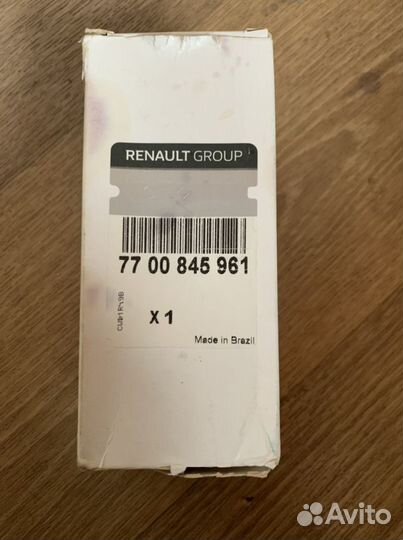 RENAULT GROUP
77 00 845 961
X 1
Made in Brazil
Avito